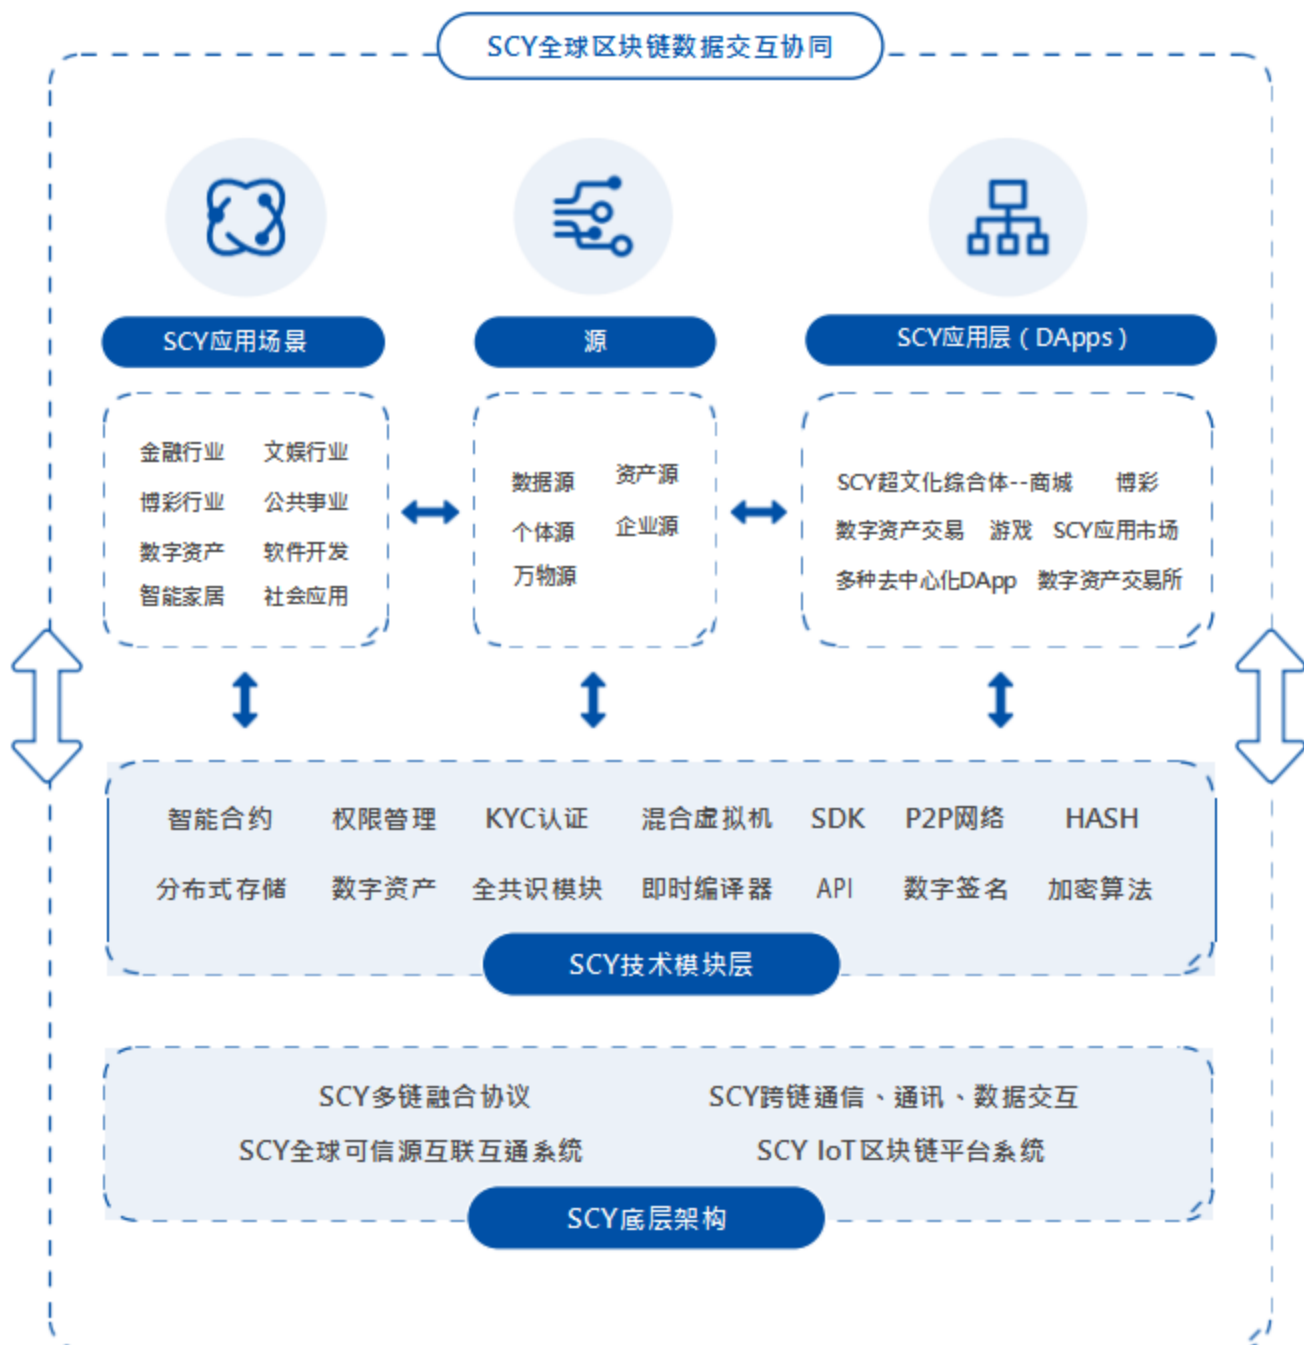 SCY全球区块链数据交互协同
SCY应用场景
金融行业 文娱行业
博彩行业 公共事业
数字资产 软件开发
智能家居 社会应用
源
数据源 资产源
个体源 企业源
万物源
SCY应用层（DApps）
SCY超文化综合体--商城 博彩
数字资产交易 游戏 SCY应用市场
多种去中心化DApp 数字资产交易所
智能合约 权限管理 KYC认证 混合虚拟机 SDK P2P网络 HASH
分布式存储 数字资产 全共识模块 即时编译器 API 数字签名 加密算法
SCY技术模块层
SCY多链融合协议 SCY跨链通信、通讯、数据交互
SCY全球可信源互联互通系统 SCY IoT区块链平台系统
SCY底层架构